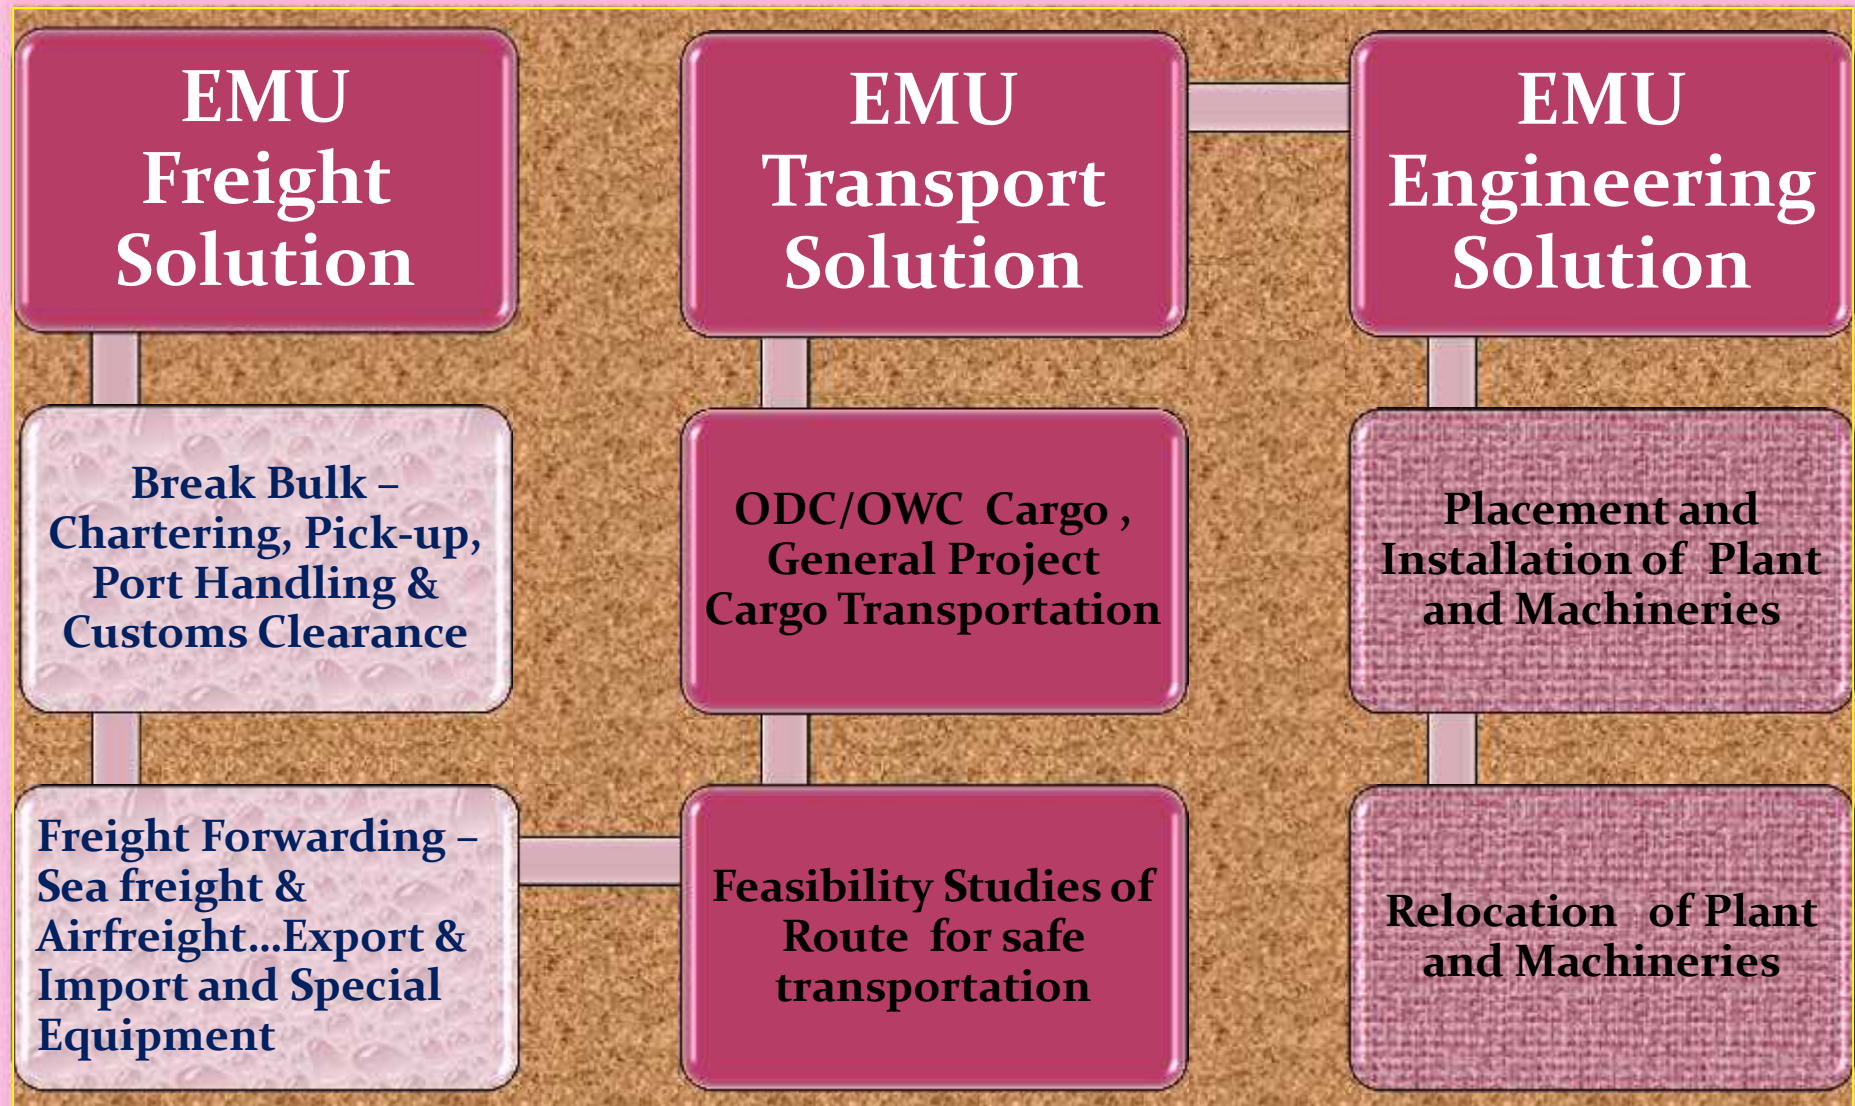 EMU
Freight
Solution
Break Bulk –
Chartering, Pick-up,
Port Handling &
Customs Clearance
Freight Forwarding –
Sea freight &
Airfreight...Export &
Import and Special
Equipment
EMU
Transport
Solution
ODC/OWC Cargo ,
General Project
Cargo Transportation
Feasibility Studies of
Route for safe
transportation
EMU
Engineering
Solution
Placement and
Installation of Plant
and Machineries
Relocation of Plant
and Machineries